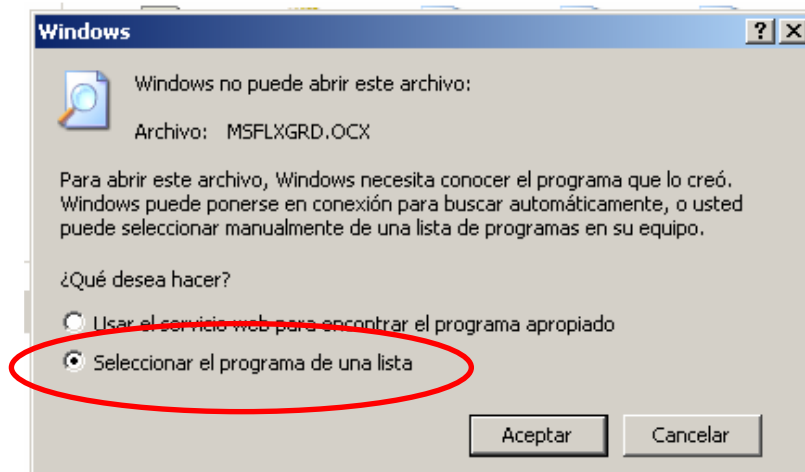 Windows
Windows no puede abrir este archivo:
Archivo: MSFLXGRD.OCX
Para abrir este archivo, Windows necesita conocer el programa que lo creó.
Windows puede ponerse en conexión para buscar automáticamente, o usted
puede seleccionar manualmente de una lista de programas en su equipo.
¿Qué desea hacer?
Usar el servicio web para encontrar el programa apropiado
Seleccionar el programa de una lista
Aceptar Cancelar